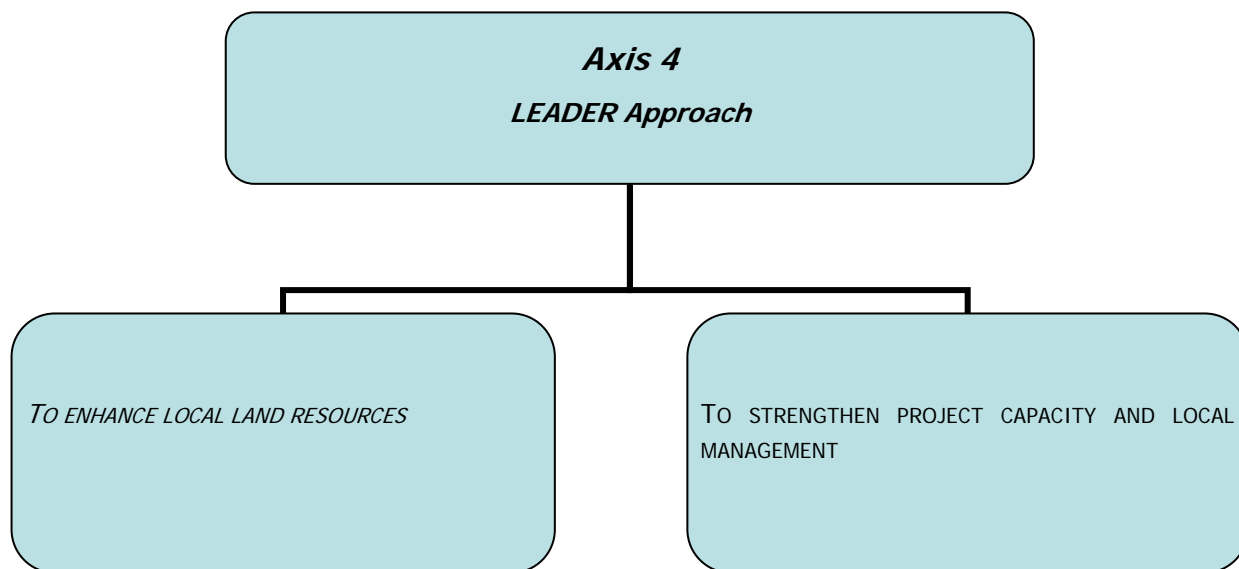 Axis 4
LEADER Approach
TO ENHANCE LOCAL LAND RESOURCES
TO STRENGTHEN PROJECT CAPACITY AND LOCAL
MANAGEMENT